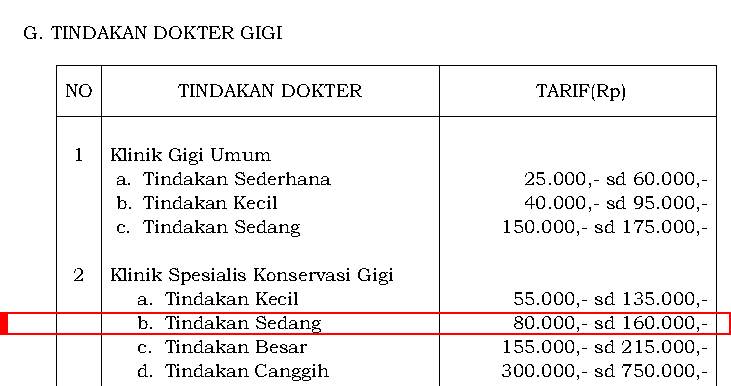 G. TINDAKAN DOKTER GIGI
NO TINDAKAN DOKTER TARIF(Rp)
1 Klinik Gigi Umum
a. Tindakan Sederhana 25.000,- sd 60.000,-
b. Tindakan Kecil 40.000,- sd 95.000,-
c. Tindakan Sedang 150.000,- sd 175.000,-
2 Klinik Spesialis Konservasi Gigi
a. Tindakan Kecil 55.000,- sd 135.000,-
b. Tindakan Sedang 80.000,- sd 160.000,-
c. Tindakan Besar 155.000,- sd 215.000,-
d. Tindakan Canggih 300.000,- sd 750.000,-